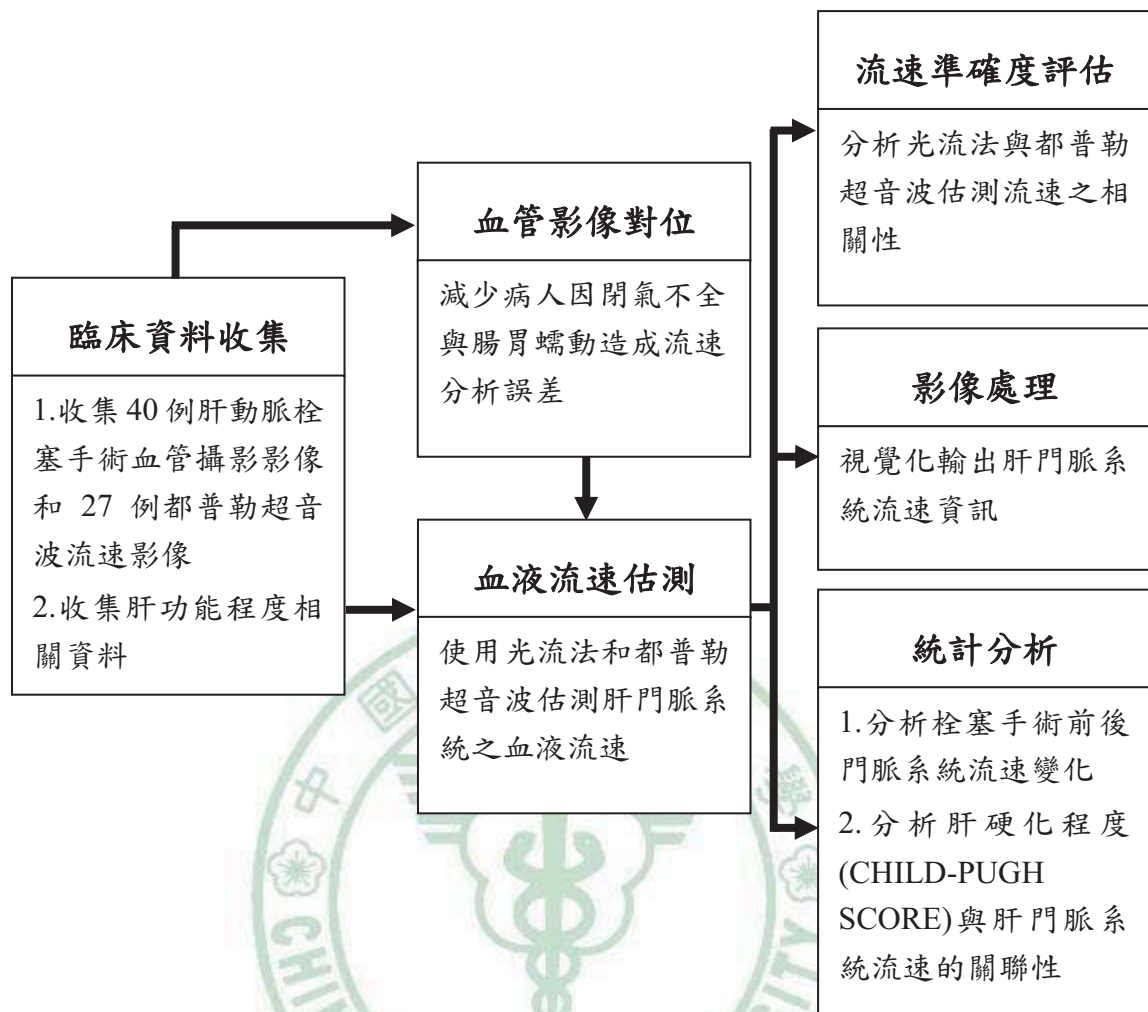 臨床資料收集
1.收集 40 例肝動脈栓
塞手術血管攝影影像
和 27 例都普勒超音
波流速影像
2.收集肝功能程度相
關資料
血管影像對位
減少病人因閉氣不全
與腸胃蠕動造成流速
分析誤差
血液流速估測
使用光流法和都普勒
超音波估測肝門脈系
統之血液流速
流速準確度評估
分析光流法與都普勒
超音波估測流速之相
關性
影像處理
視覺化輸出肝門脈系
統流速資訊
統計分析
1.分析栓塞手術前後
門脈系統流速變化
2.分析肝硬化程度
(CHILD-PUGH
SCORE)與肝門脈系
統流速的關聯性
中國
學
CHIN
SITY